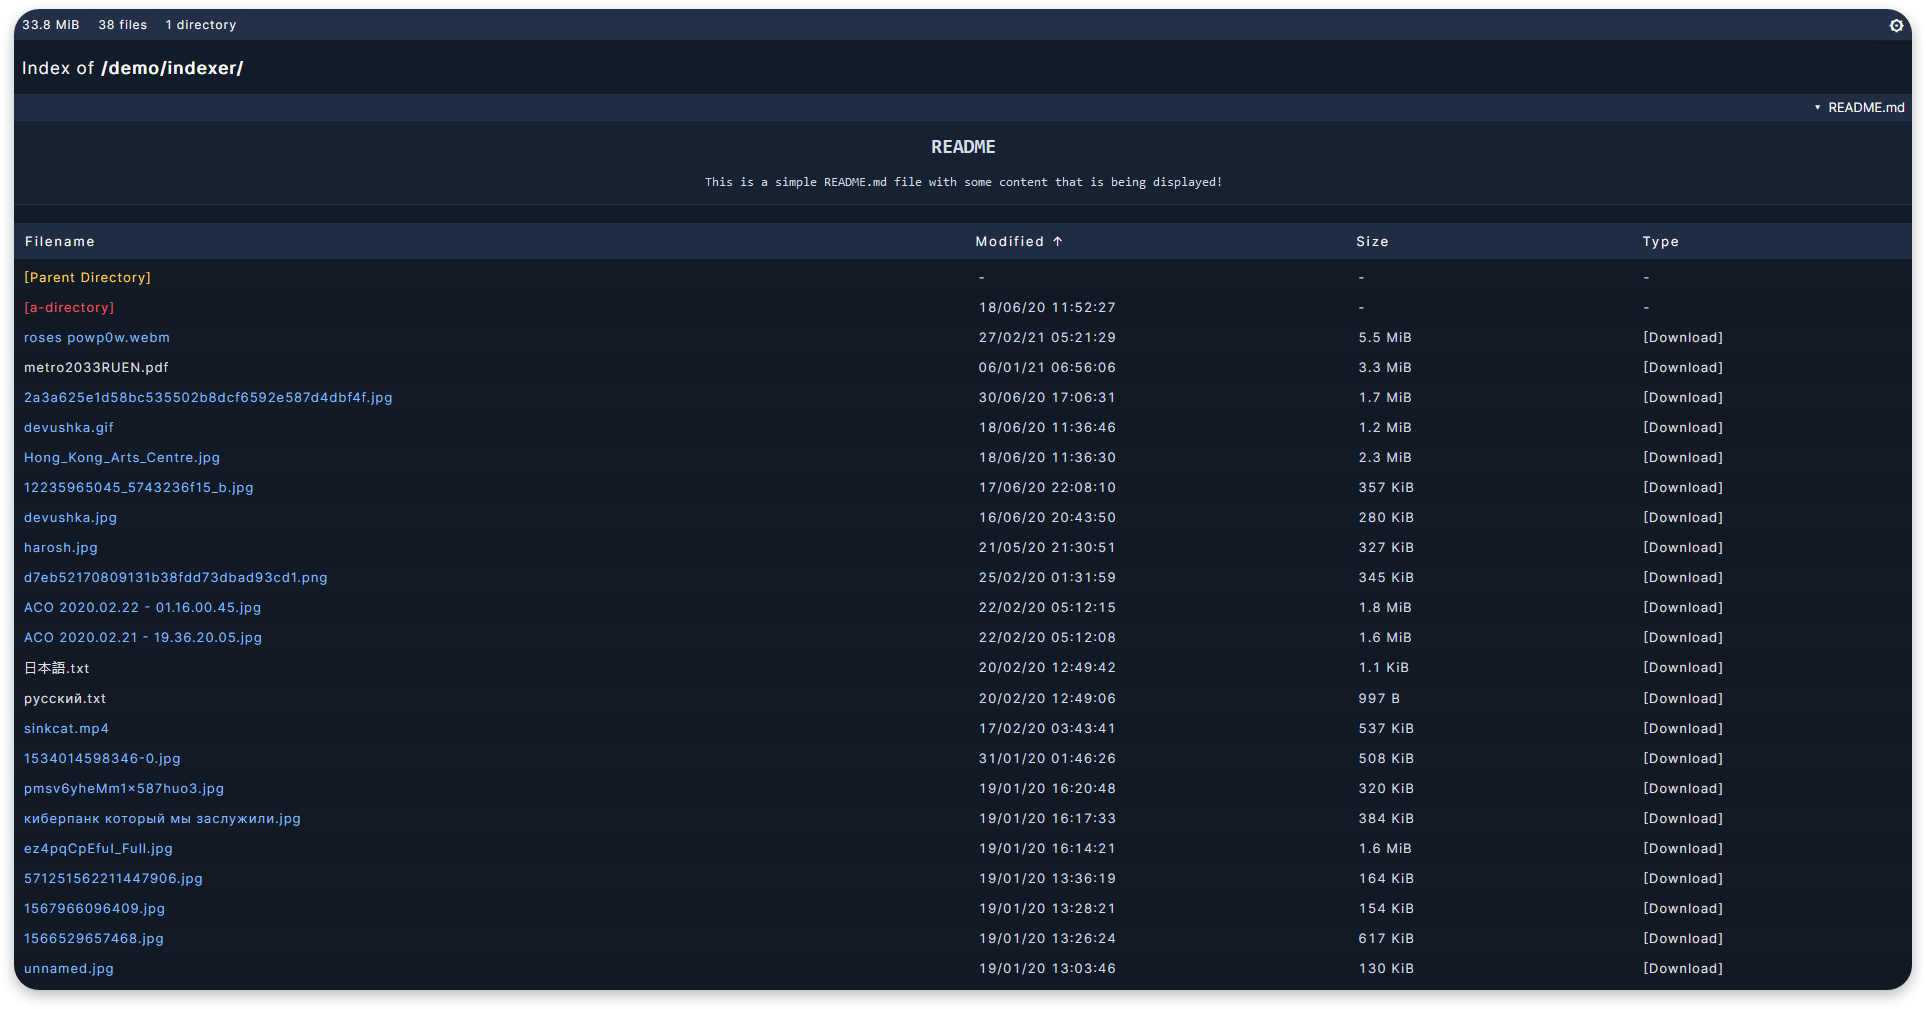 33.8 MiB 38 files 1 directory
Index of /demo/indexer/
▾ README.md
README
This is a simple README.md file with some content that is being displayed!
Filename Modified ↑ Size Type
[Parent Directory] - - -
[a-directory] 18/06/20 11:52:27 - -
roses powp0w.webm 27/02/21 05:21:29 5.5 MiB [Download]
metro2033RUEN.pdf 06/01/21 06:56:06 3.3 MiB [Download]
2a3a625e1d58bc535502b8dcf6592e587d4dbf4f.jpg 30/06/20 17:06:31 1.7 MiB [Download]
devushka.gif 18/06/20 11:36:46 1.2 MiB [Download]
Hong_Kong_Arts_Centre.jpg 18/06/20 11:36:30 2.3 MiB [Download]
12235965045_5743236f15_b.jpg 17/06/20 22:08:10 357 KiB [Download]
devushka.jpg 16/06/20 20:43:50 280 KiB [Download]
harosh.jpg 21/05/20 21:30:51 327 KiB [Download]
d7eb52170809131b38fdd73dbad93cd1.png 25/02/20 01:31:59 345 KiB [Download]
ACO 2020.02.22 - 01.16.00.45.jpg 22/02/20 05:12:15 1.8 MiB [Download]
ACO 2020.02.21 - 19.36.20.05.jpg 22/02/20 05:12:08 1.6 MiB [Download]
日本語.txt 20/02/20 12:49:42 1.1 KiB [Download]
русский.txt 20/02/20 12:49:06 997 B [Download]
sinkcat.mp4 17/02/20 03:43:41 537 KiB [Download]
1534014598346-0.jpg 31/01/20 01:46:26 508 KiB [Download]
pmsv6yheMm1×587huo3.jpg 19/01/20 16:20:48 320 KiB [Download]
киберпанк который мы заслужили.jpg 19/01/20 16:17:33 384 KiB [Download]
ez4pqCpEfuI_Full.jpg 19/01/20 16:14:21 1.6 MiB [Download]
571251562211447906.jpg 19/01/20 13:36:19 164 KiB [Download]
1567966096409.jpg 19/01/20 13:28:21 154 KiB [Download]
1566529657468.jpg 19/01/20 13:26:24 617 KiB [Download]
unnamed.jpg 19/01/20 13:03:46 130 KiB [Download]